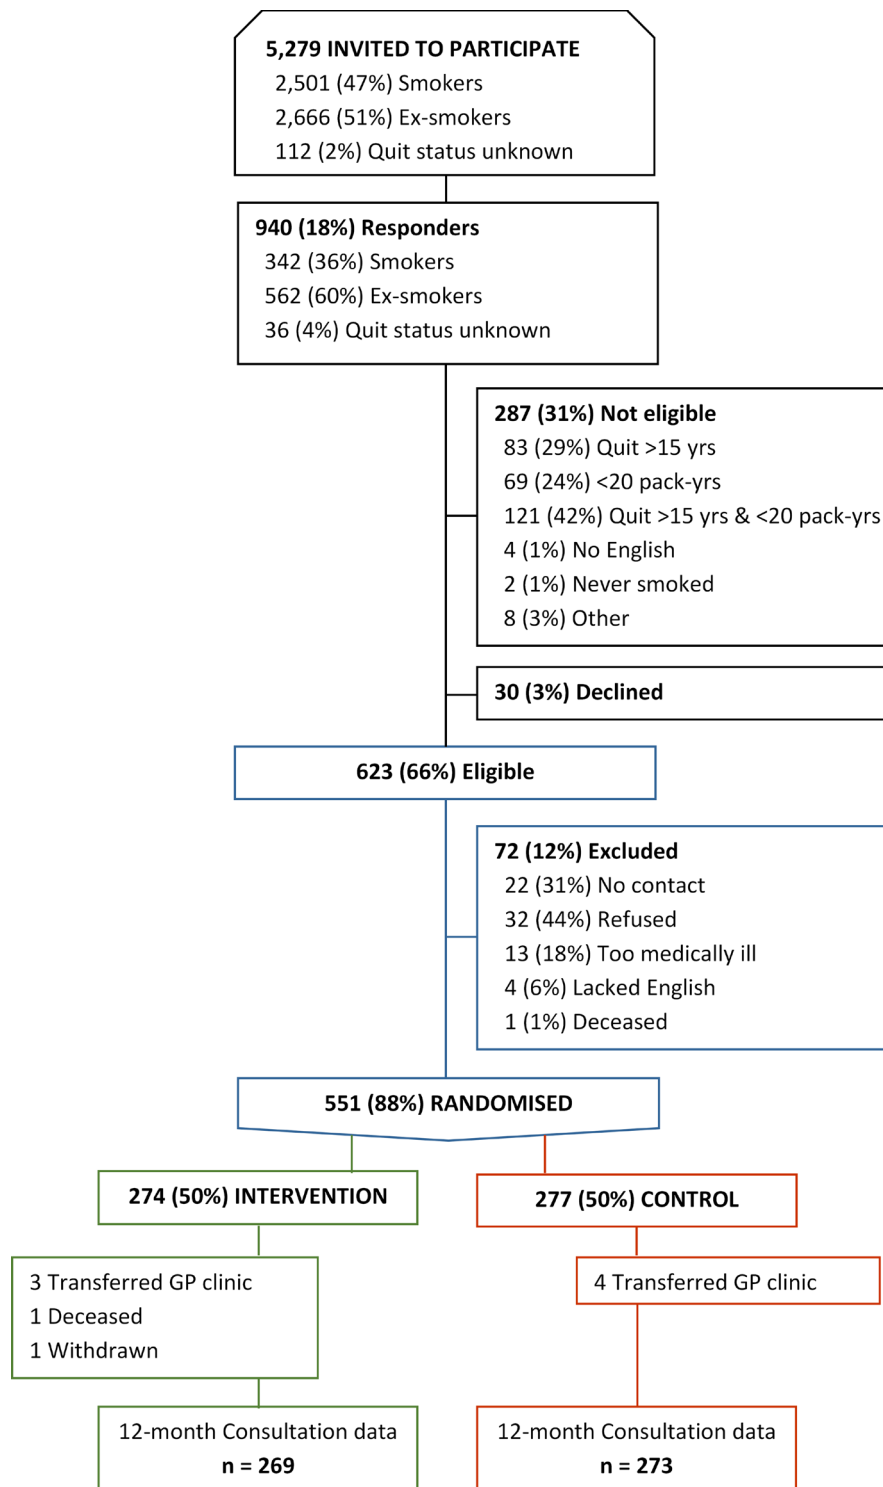 5,279 INVITED TO PARTICIPATE
2,501 (47%) Smokers
2,666 (51%) Ex-smokers
112 (2%) Quit status unknown
940 (18%) Responders
342 (36%) Smokers
562 (60%) Ex-smokers
36 (4%) Quit status unknown
287 (31%) Not eligible
83 (29%) Quit >15 yrs
69 (24%) <20 pack-yrs
121 (42%) Quit >15 yrs & <20 pack-yrs
4 (1%) No English
2 (1%) Never smoked
8 (3%) Other
30 (3%) Declined
623 (66%) Eligible
72 (12%) Excluded
22 (31%) No contact
32 (44%) Refused
13 (18%) Too medically ill
4 (6%) Lacked English
1 (1%) Deceased
551 (88%) RANDOMISED
274 (50%) INTERVENTION
277 (50%) CONTROL
3 Transferred GP clinic
1 Deceased
1 Withdrawn
4 Transferred GP clinic
12-month Consultation data
n = 269
12-month Consultation data
n = 273